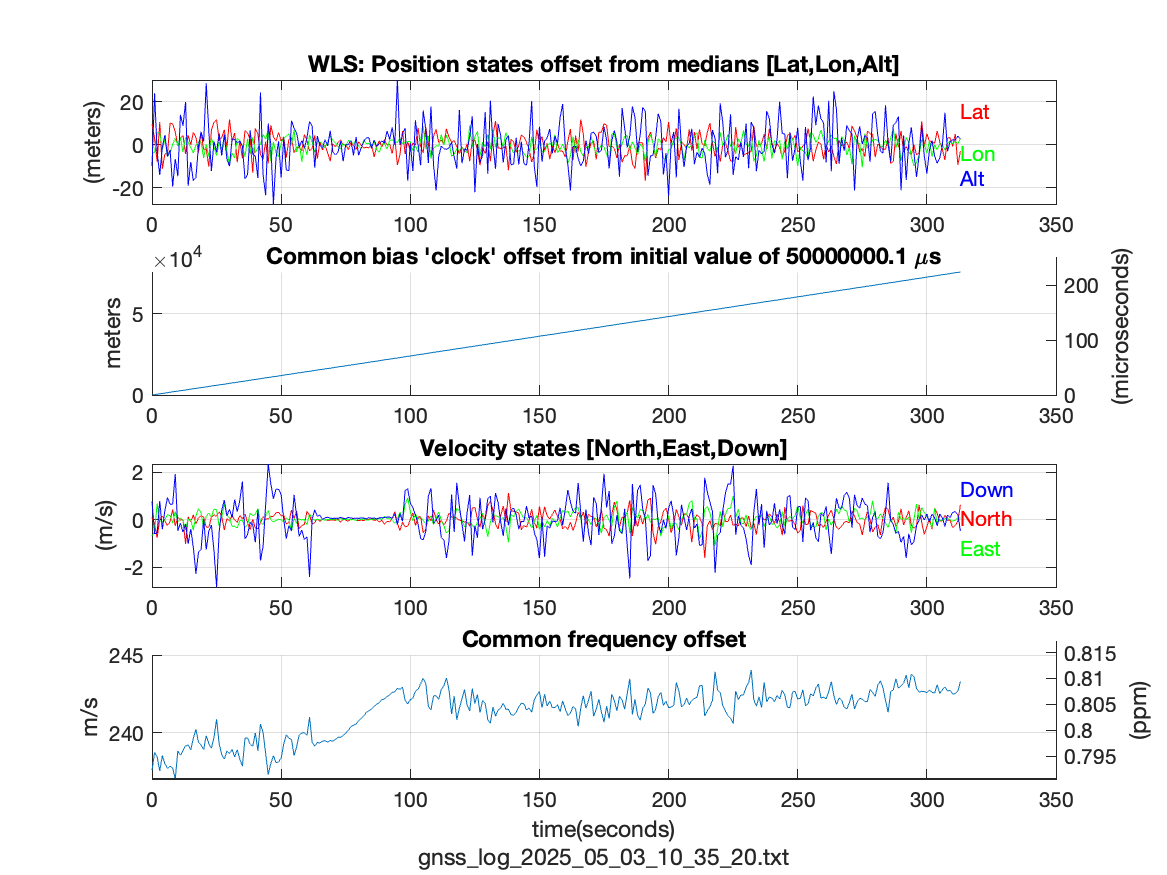 WLS: Position states offset from medians [Lat,Lon,Alt]
20
0
-20
(meters)
Lat
Lon
Alt
0 50 100 150 200 250 300 350
×10⁴
Common bias 'clock' offset from initial value of 50000000.1 μs
5
0
meters
200
100
0
(microseconds)
0 50 100 150 200 250 300 350
Velocity states [North,East,Down]
2
0
-2
(m/s)
Down
North
East
0 50 100 150 200 250 300 350
Common frequency offset
245
240
m/s
0.815
0.81
0.805
0.8
0.795
(ppm)
0 50 100 150 200 250 300 350
time(seconds)
gnss_log_2025_05_03_10_35_20.txt